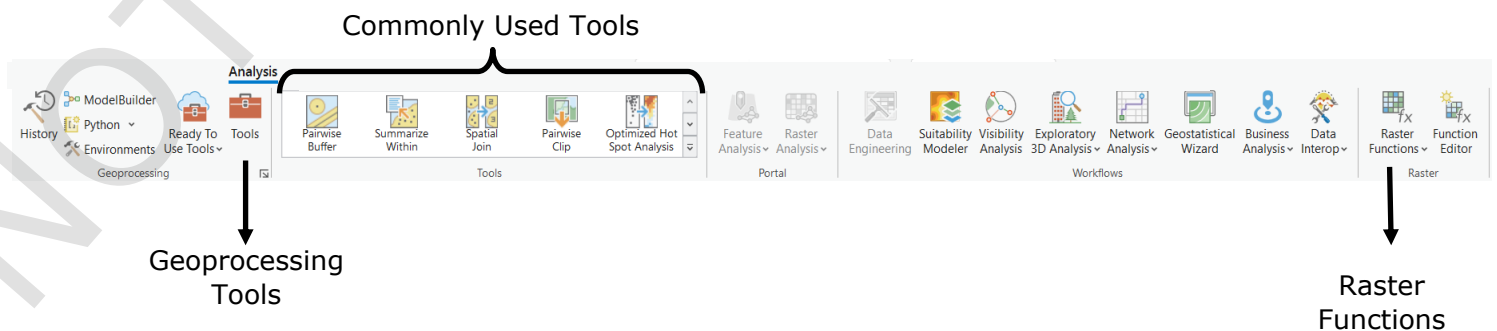 Commonly Used Tools
Analysis
History
ModelBuilder
Python
Environments
Ready To
Use Tools
Tools
Geoprocessing
Pairwise
Buffer
Summarize
Within
Spatial
Join
Pairwise
Clip
Optimized Hot
Spot Analysis
Tools
Feature
Analysis
Raster
Analysis
Portal
Data
Engineering
Suitability
Modeler
Visibility
Analysis
Exploratory
3D Analysis
Network
Analysis
Geostatistical
Wizard
Business
Analysis
Data
Interop
Workflows
fx
Raster
Functions
fx
Function
Editor
Raster
Geoprocessing
Tools
Raster
Functions
NOT